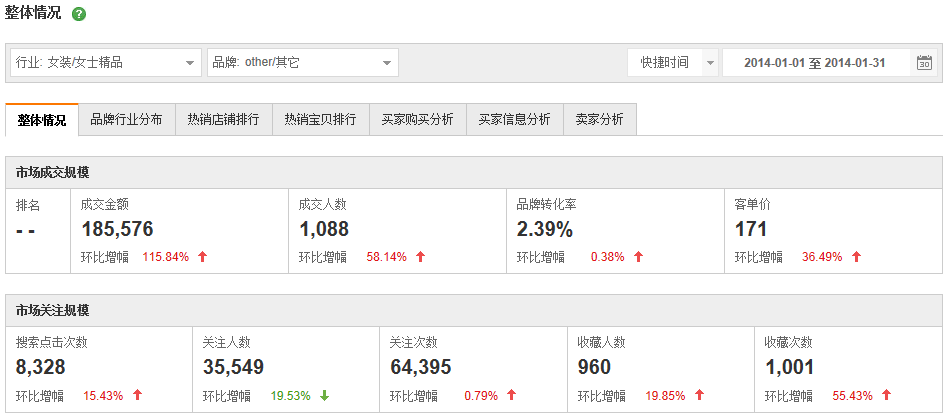 整体情况 ?
行业: 女装/女士精品 品牌: other/其它 快捷时间 2014-01-01 至 2014-01-31 30
整体情况 品牌行业分布 热销店铺排行 热销宝贝排行 买家购买分析 买家信息分析 卖家分析
市场成交规模
排名 成交金额 成交人数 品牌转化率 客单价
- - 185,576 1,088 2.39% 171
环比增幅 115.84% 环比增幅 58.14% 环比增幅 0.38% 环比增幅 36.49%
市场关注规模
搜索点击次数 关注人数 关注次数 收藏人数 收藏次数
8,328 35,549 64,395 960 1,001
环比增幅 15.43% 环比增幅 19.53% 环比增幅 0.79% 环比增幅 19.85% 环比增幅 55.43%